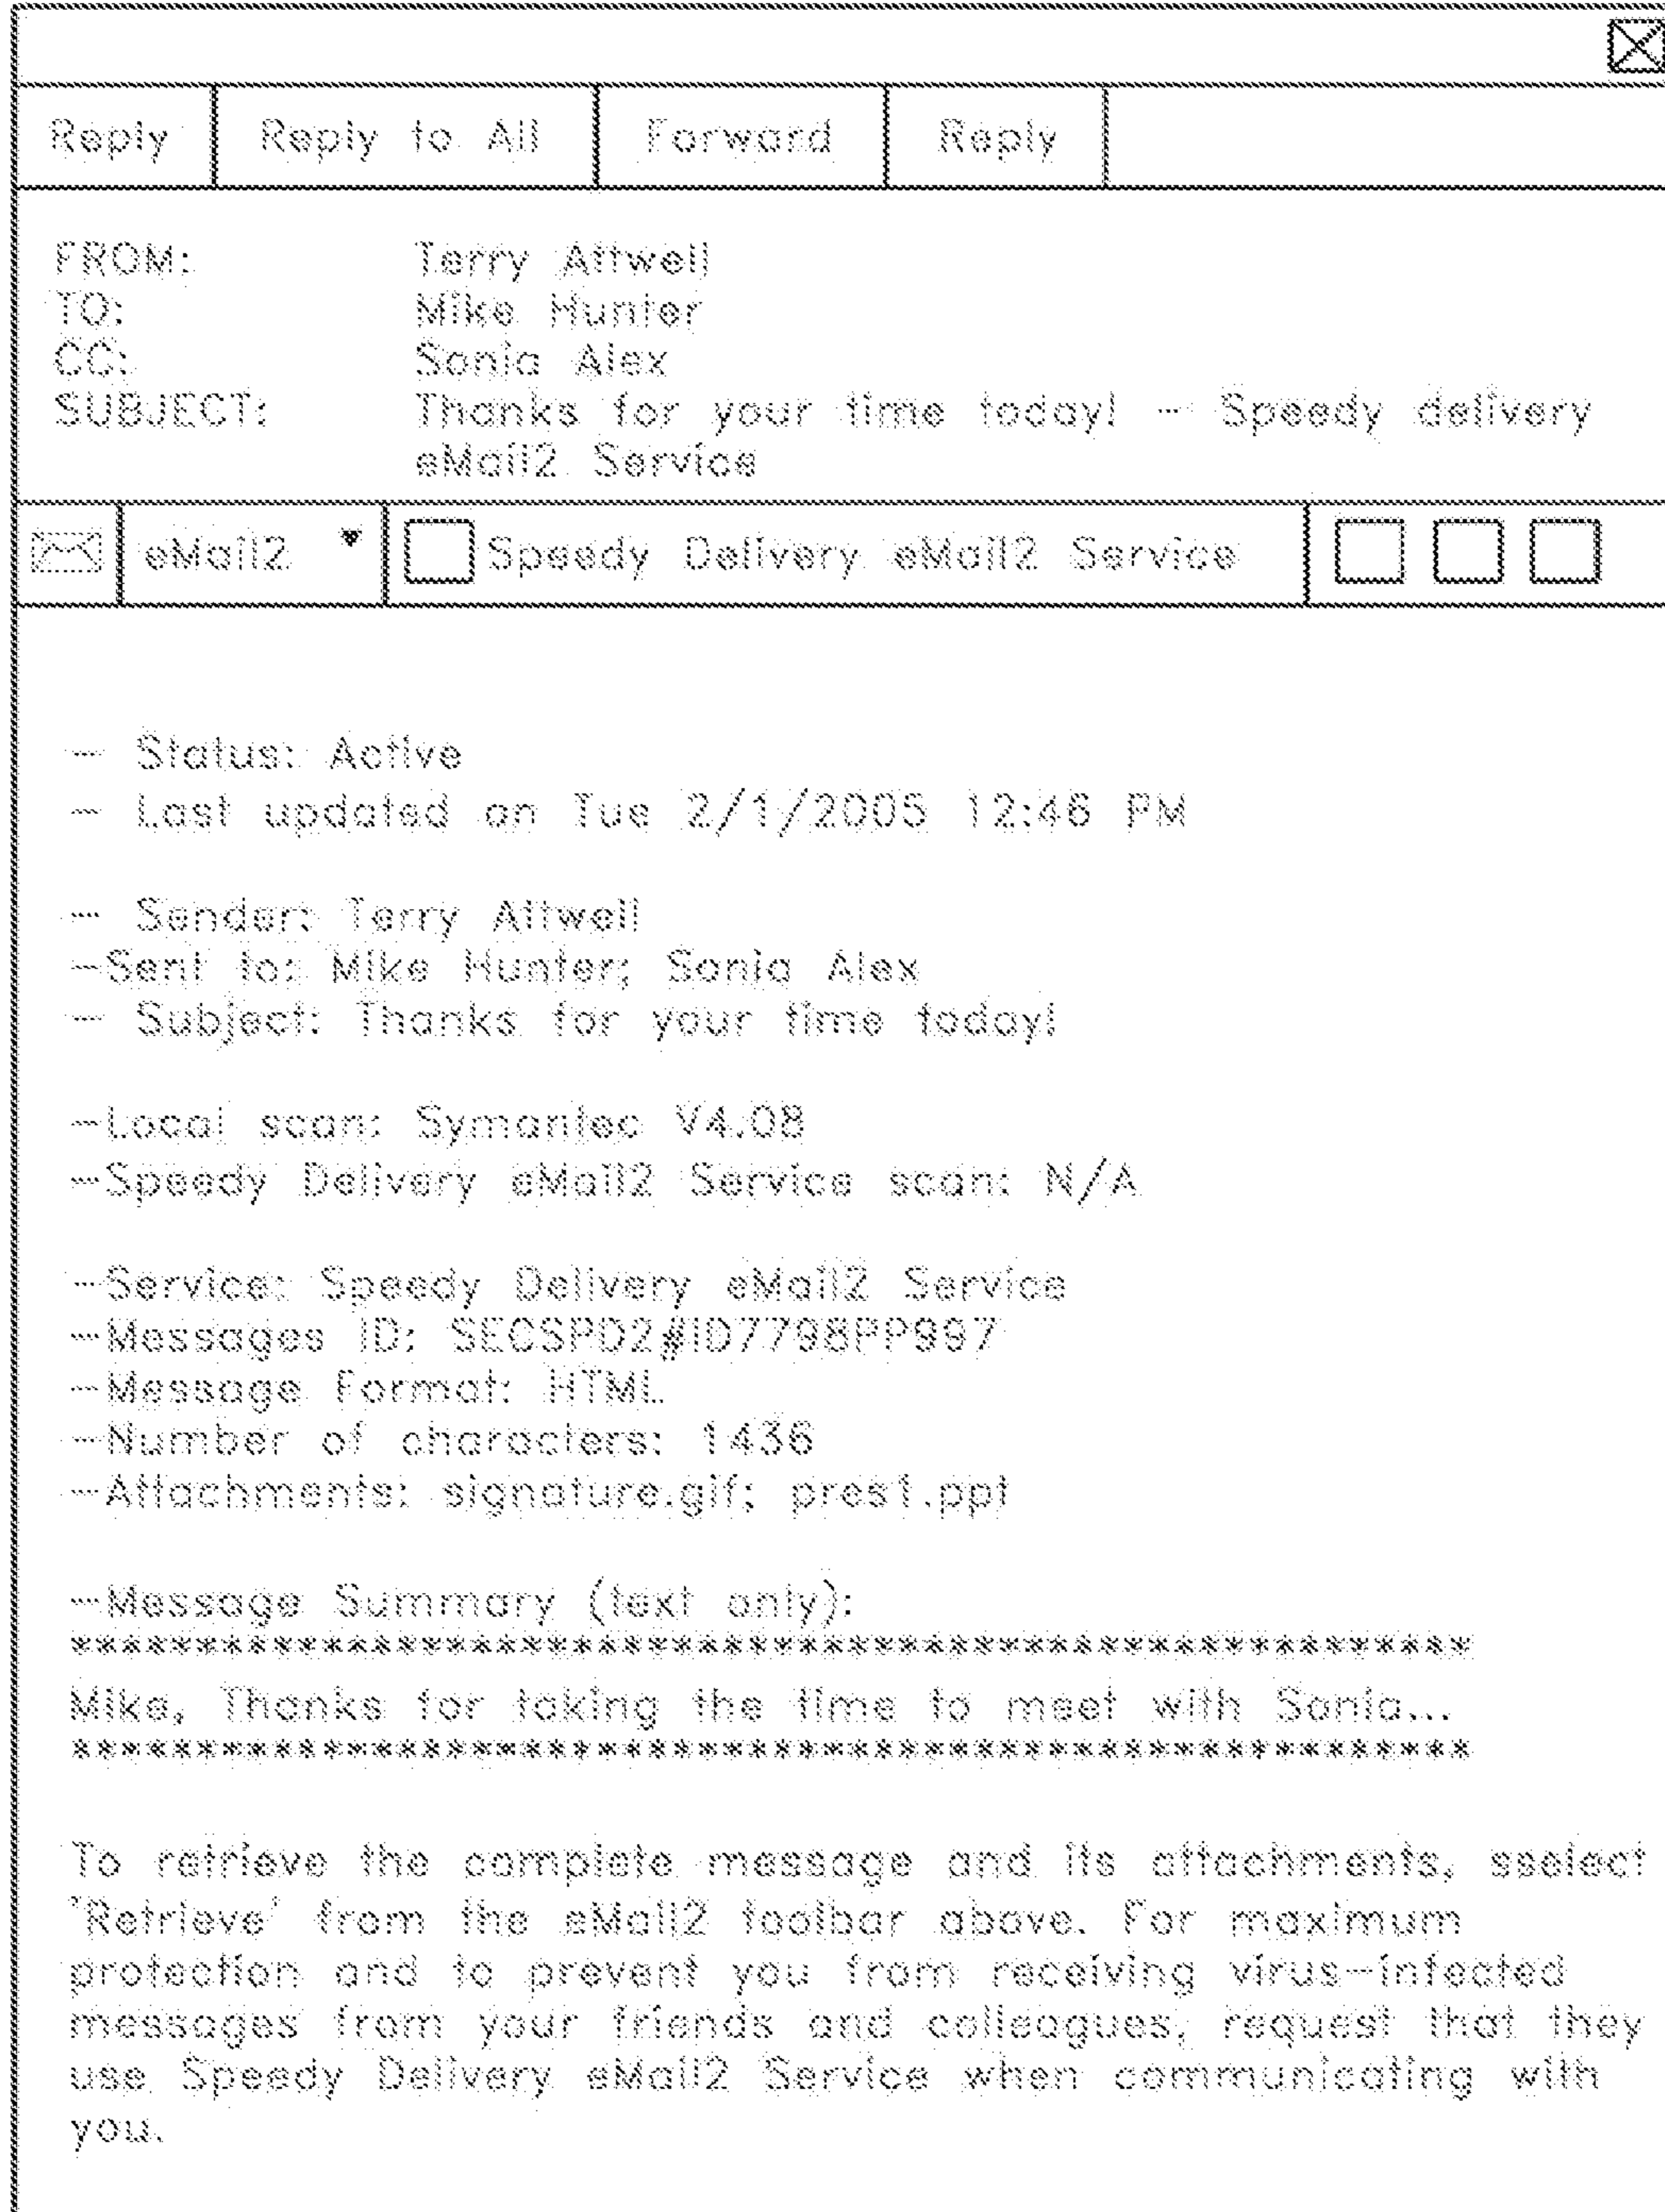 Reply Reply to All Forward Reply
FROM: Terry Attwell
TO: Mike Hunter
CC: Sonia Alex
SUBJECT: Thanks for your time today! - Speedy delivery
eMail2 Service
eMail2 Speedy Delivery eMail2 Service
- Status: Active
- Last updated on Tue 2/1/2005 12:46 PM
- Sender: Terry Attwell
-Sent to: Mike Hunter; Sonia Alex
- Subject: Thanks for your time today!
-Local scan: Symantec V4.08
-Speedy Delivery eMail2 Service scan: N/A
-Service: Speedy Delivery eMail2 Service
-Messages ID: SECSPD2#ID7798PP997
-Message Format: HTML
-Number of characters: 1436
-Attachments: signature.gif; pres1.ppt
-Message Summary (text only):
********************************************************
Mike, Thanks for taking the time to meet with Sonia...
********************************************************
To retrieve the complete message and its attachments, sselect
'Retrieve' from the eMail2 toolbar above. For maximum
protection and to prevent you from receiving virus-infected
messages from your friends and colleagues, request that they
use Speedy Delivery eMail2 Service when communicating with
you.